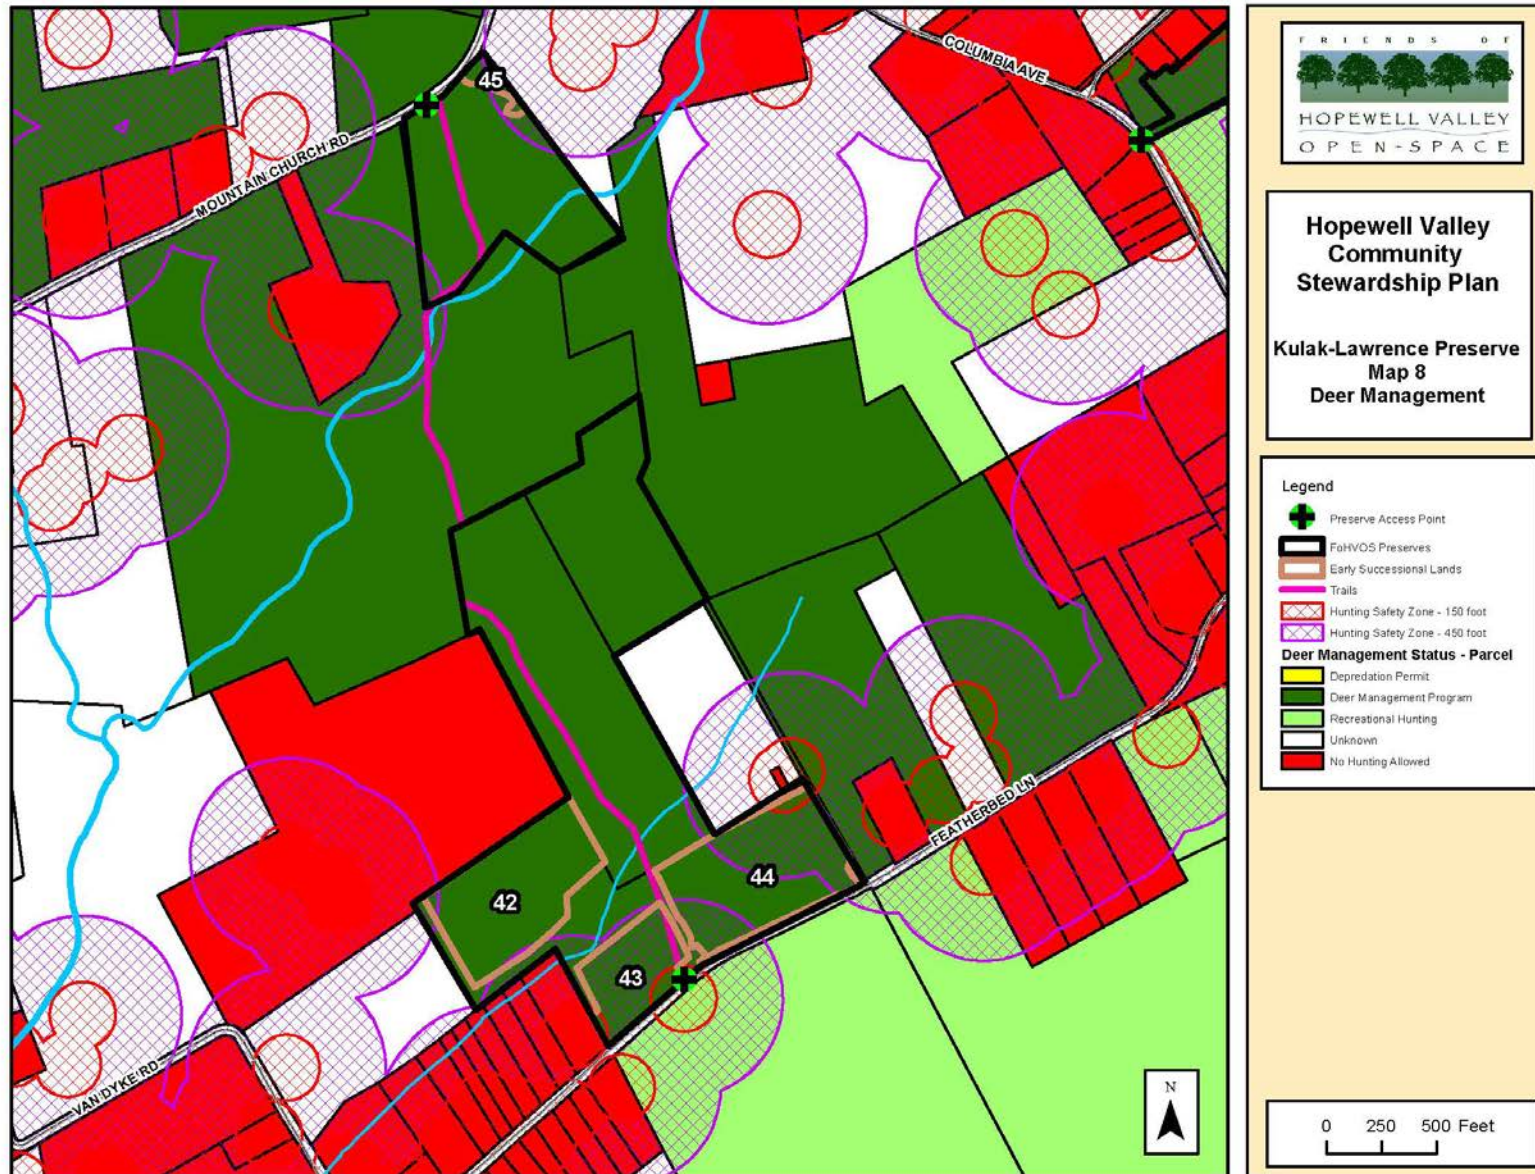 45
COLUMBIA AVE
MOUNTAIN CHURCH RD
42
44
43
FEATHERBED LN
VAN DYKE RD
N
FRIENDS OF
HOPEWELL VALLEY
OPEN-SPACE
Hopewell Valley
Community
Stewardship Plan
Kulak-Lawrence Preserve
Map 8
Deer Management
Legend
Preserve Access Point
FoHVOS Preserves
Early Successional Lands
Trails
Hunting Safety Zone - 150 foot
Hunting Safety Zone - 450 foot
Deer Management Status - Parcel
Depredation Permit
Deer Management Program
Recreational Hunting
Unknown
No Hunting Allowed
0 250 500 Feet